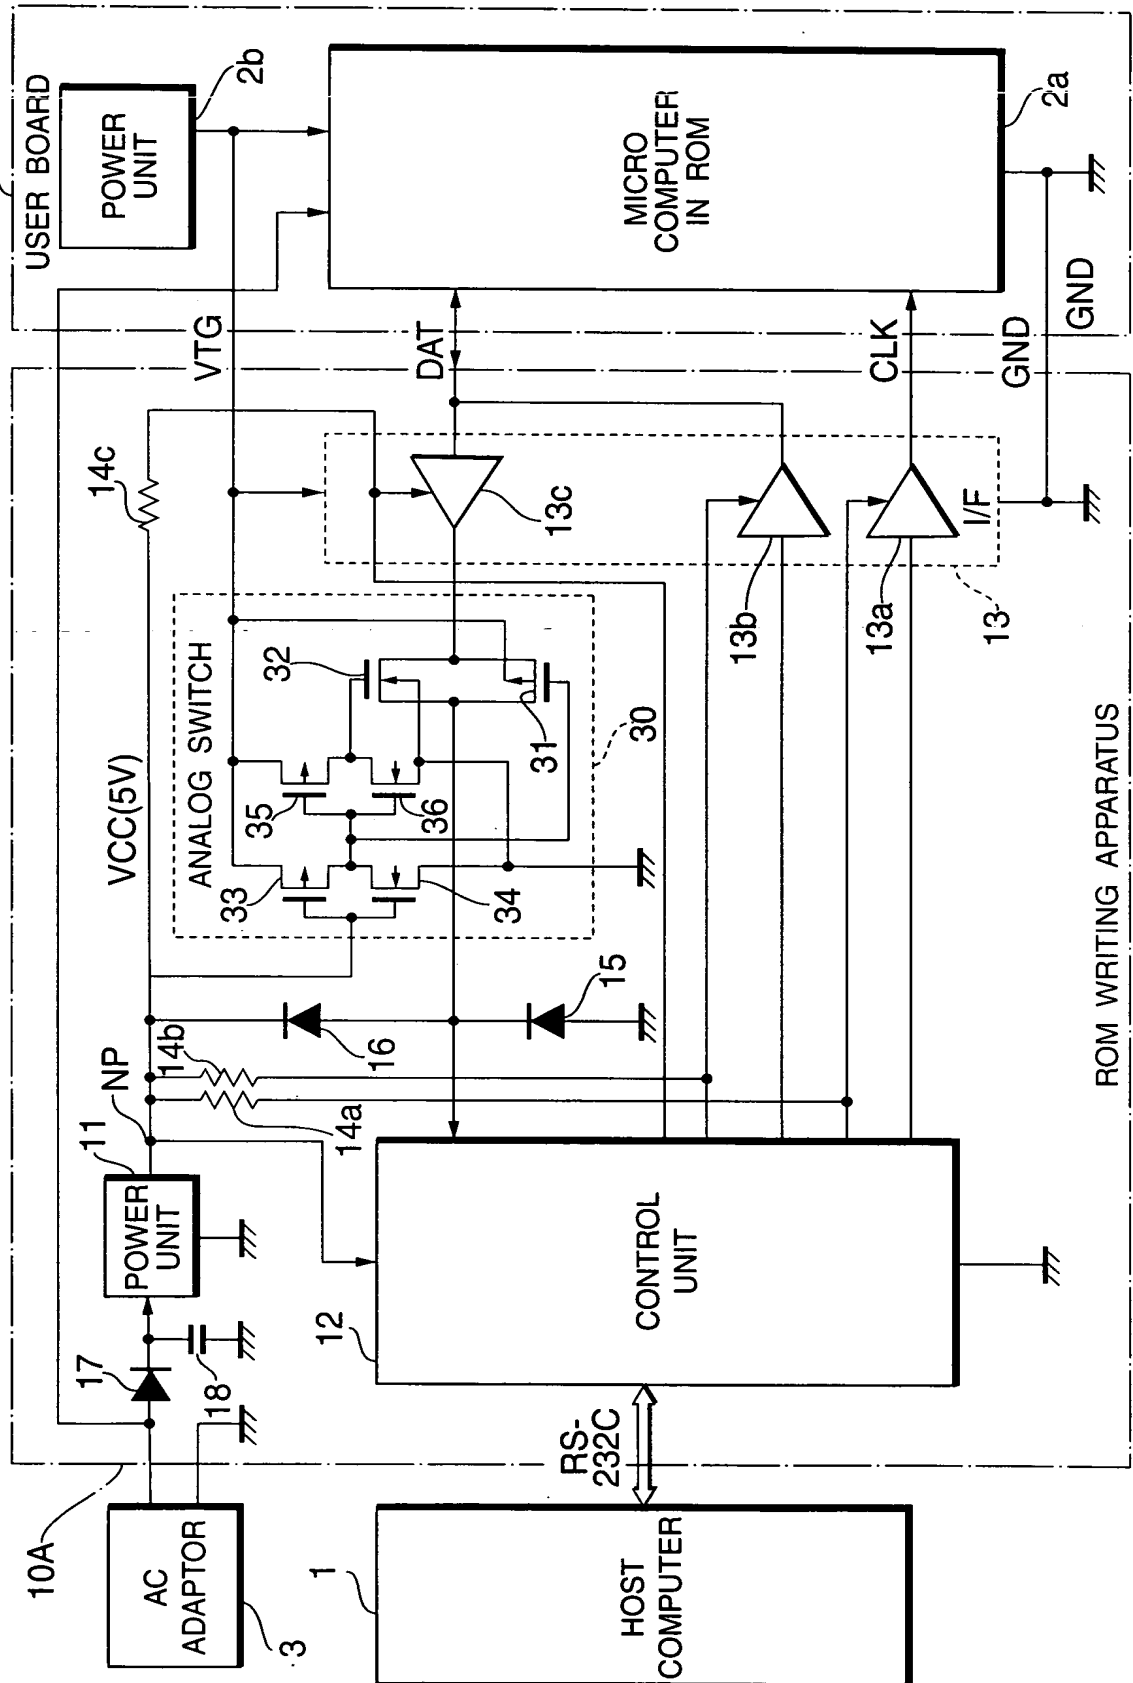 10A
AC
ADAPTOR
3
1
HOST
COMPUTER
RS-
232C
17
18
11
POWER
UNIT
NP
14b
14a
12
CONTROL
UNIT
16
15
VCC(5V)
14c
ANALOG SWITCH
33
34
35
36
32
31
30
13c
13b
13a
13
I/F
ROM WRITING APPARATUS
VTG
DAT
CLK
GND
GND
USER BOARD
POWER
UNIT
2b
MICRO
COMPUTER
IN ROM
2a